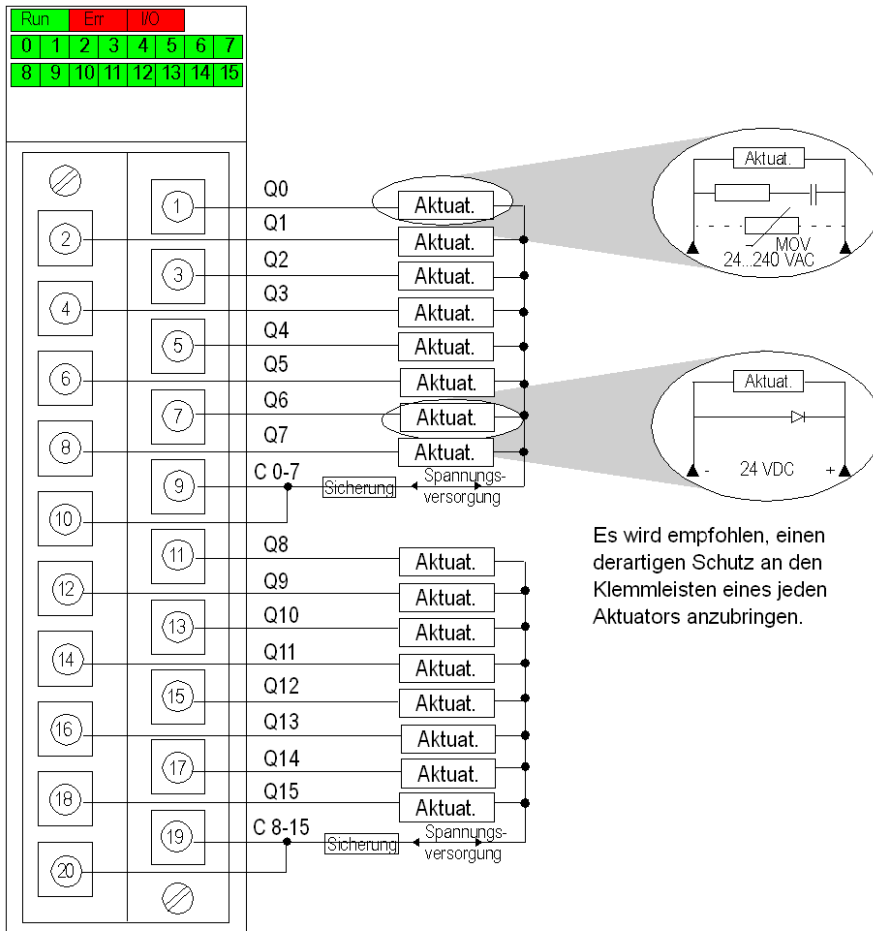 Run Err I/O
0 1 2 3 4 5 6 7
8 9 10 11 12 13 14 15
1 Q0 Aktuat.
2 Q1 Aktuat.
3 Q2 Aktuat.
4 Q3 Aktuat.
5 Q4 Aktuat.
6 Q5 Aktuat.
7 Q6 Aktuat.
8 Q7 Aktuat.
9 C 0-7 Sicherung Spannungs-
versorgung
10
11 Q8 Aktuat.
12 Q9 Aktuat.
13 Q10 Aktuat.
14 Q11 Aktuat.
15 Q12 Aktuat.
16 Q13 Aktuat.
17 Q14 Aktuat.
18 Q15 Aktuat.
19 C 8-15 Sicherung Spannungs-
versorgung
20
Aktuat.
MOV
24...240 VAC
Aktuat.
- 24 VDC +
Es wird empfohlen, einen
derartigen Schutz an den
Klemmleisten eines jeden
Aktuators anzubringen.